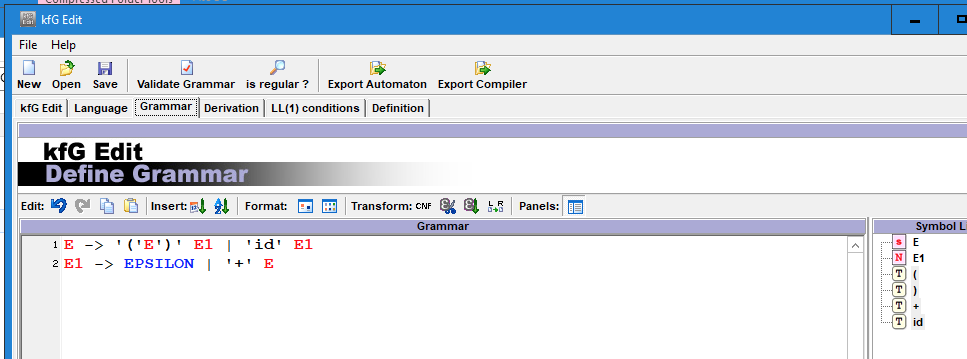 Compressed Folder Tools
kfG Edit
File Help
New Open Save Validate Grammar is regular ? Export Automaton Export Compiler
kfG Edit Language Grammar Derivation LL(1) conditions Definition
kfG Edit
Define Grammar
Edit: Insert: Format: Transform: CNF Panels:
Grammar
Symbol L
1 E -> '('E')' E1 | 'id' E1
2 E1 -> EPSILON | '+' E
S E
N E1
T (
T )
T +
T id